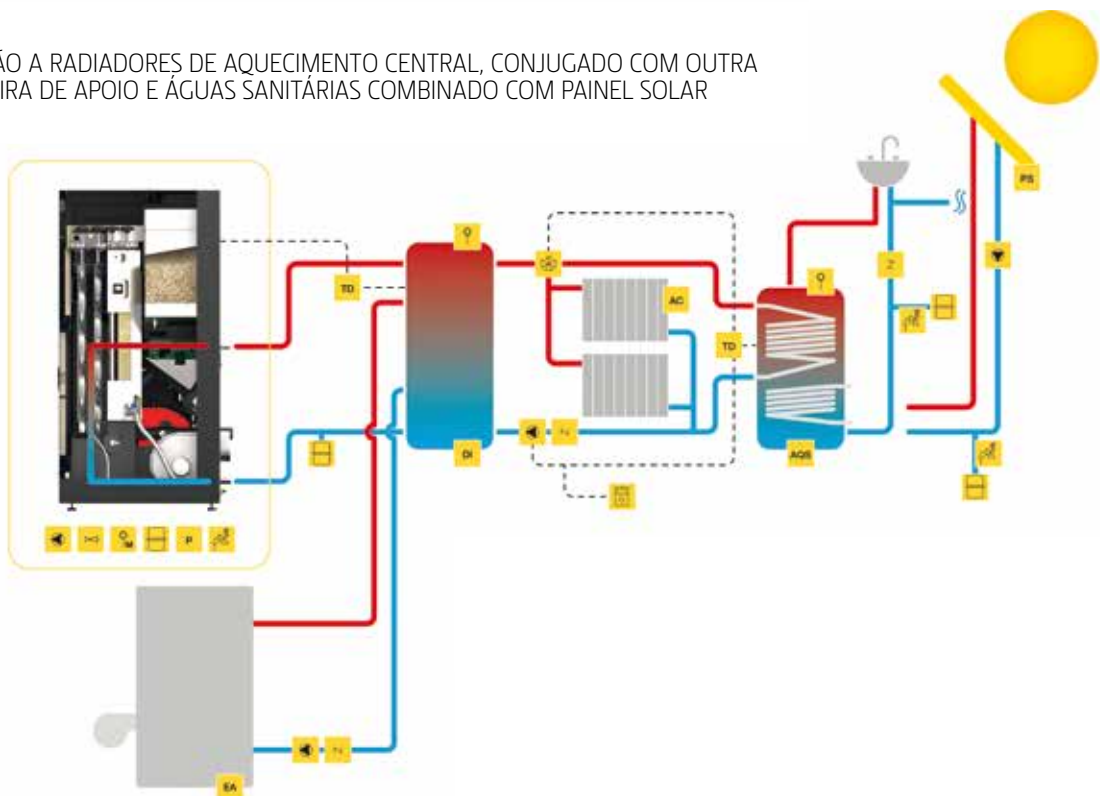 ÃO A RADIADORES DE AQUECIMENTO CENTRAL, CONJUGADO COM OUTRA
IRA DE APOIO E ÁGUAS SANITÁRIAS COMBINADO COM PAINEL SOLAR
PS
TD
AC
TD
DI
AQS
M
P
EA